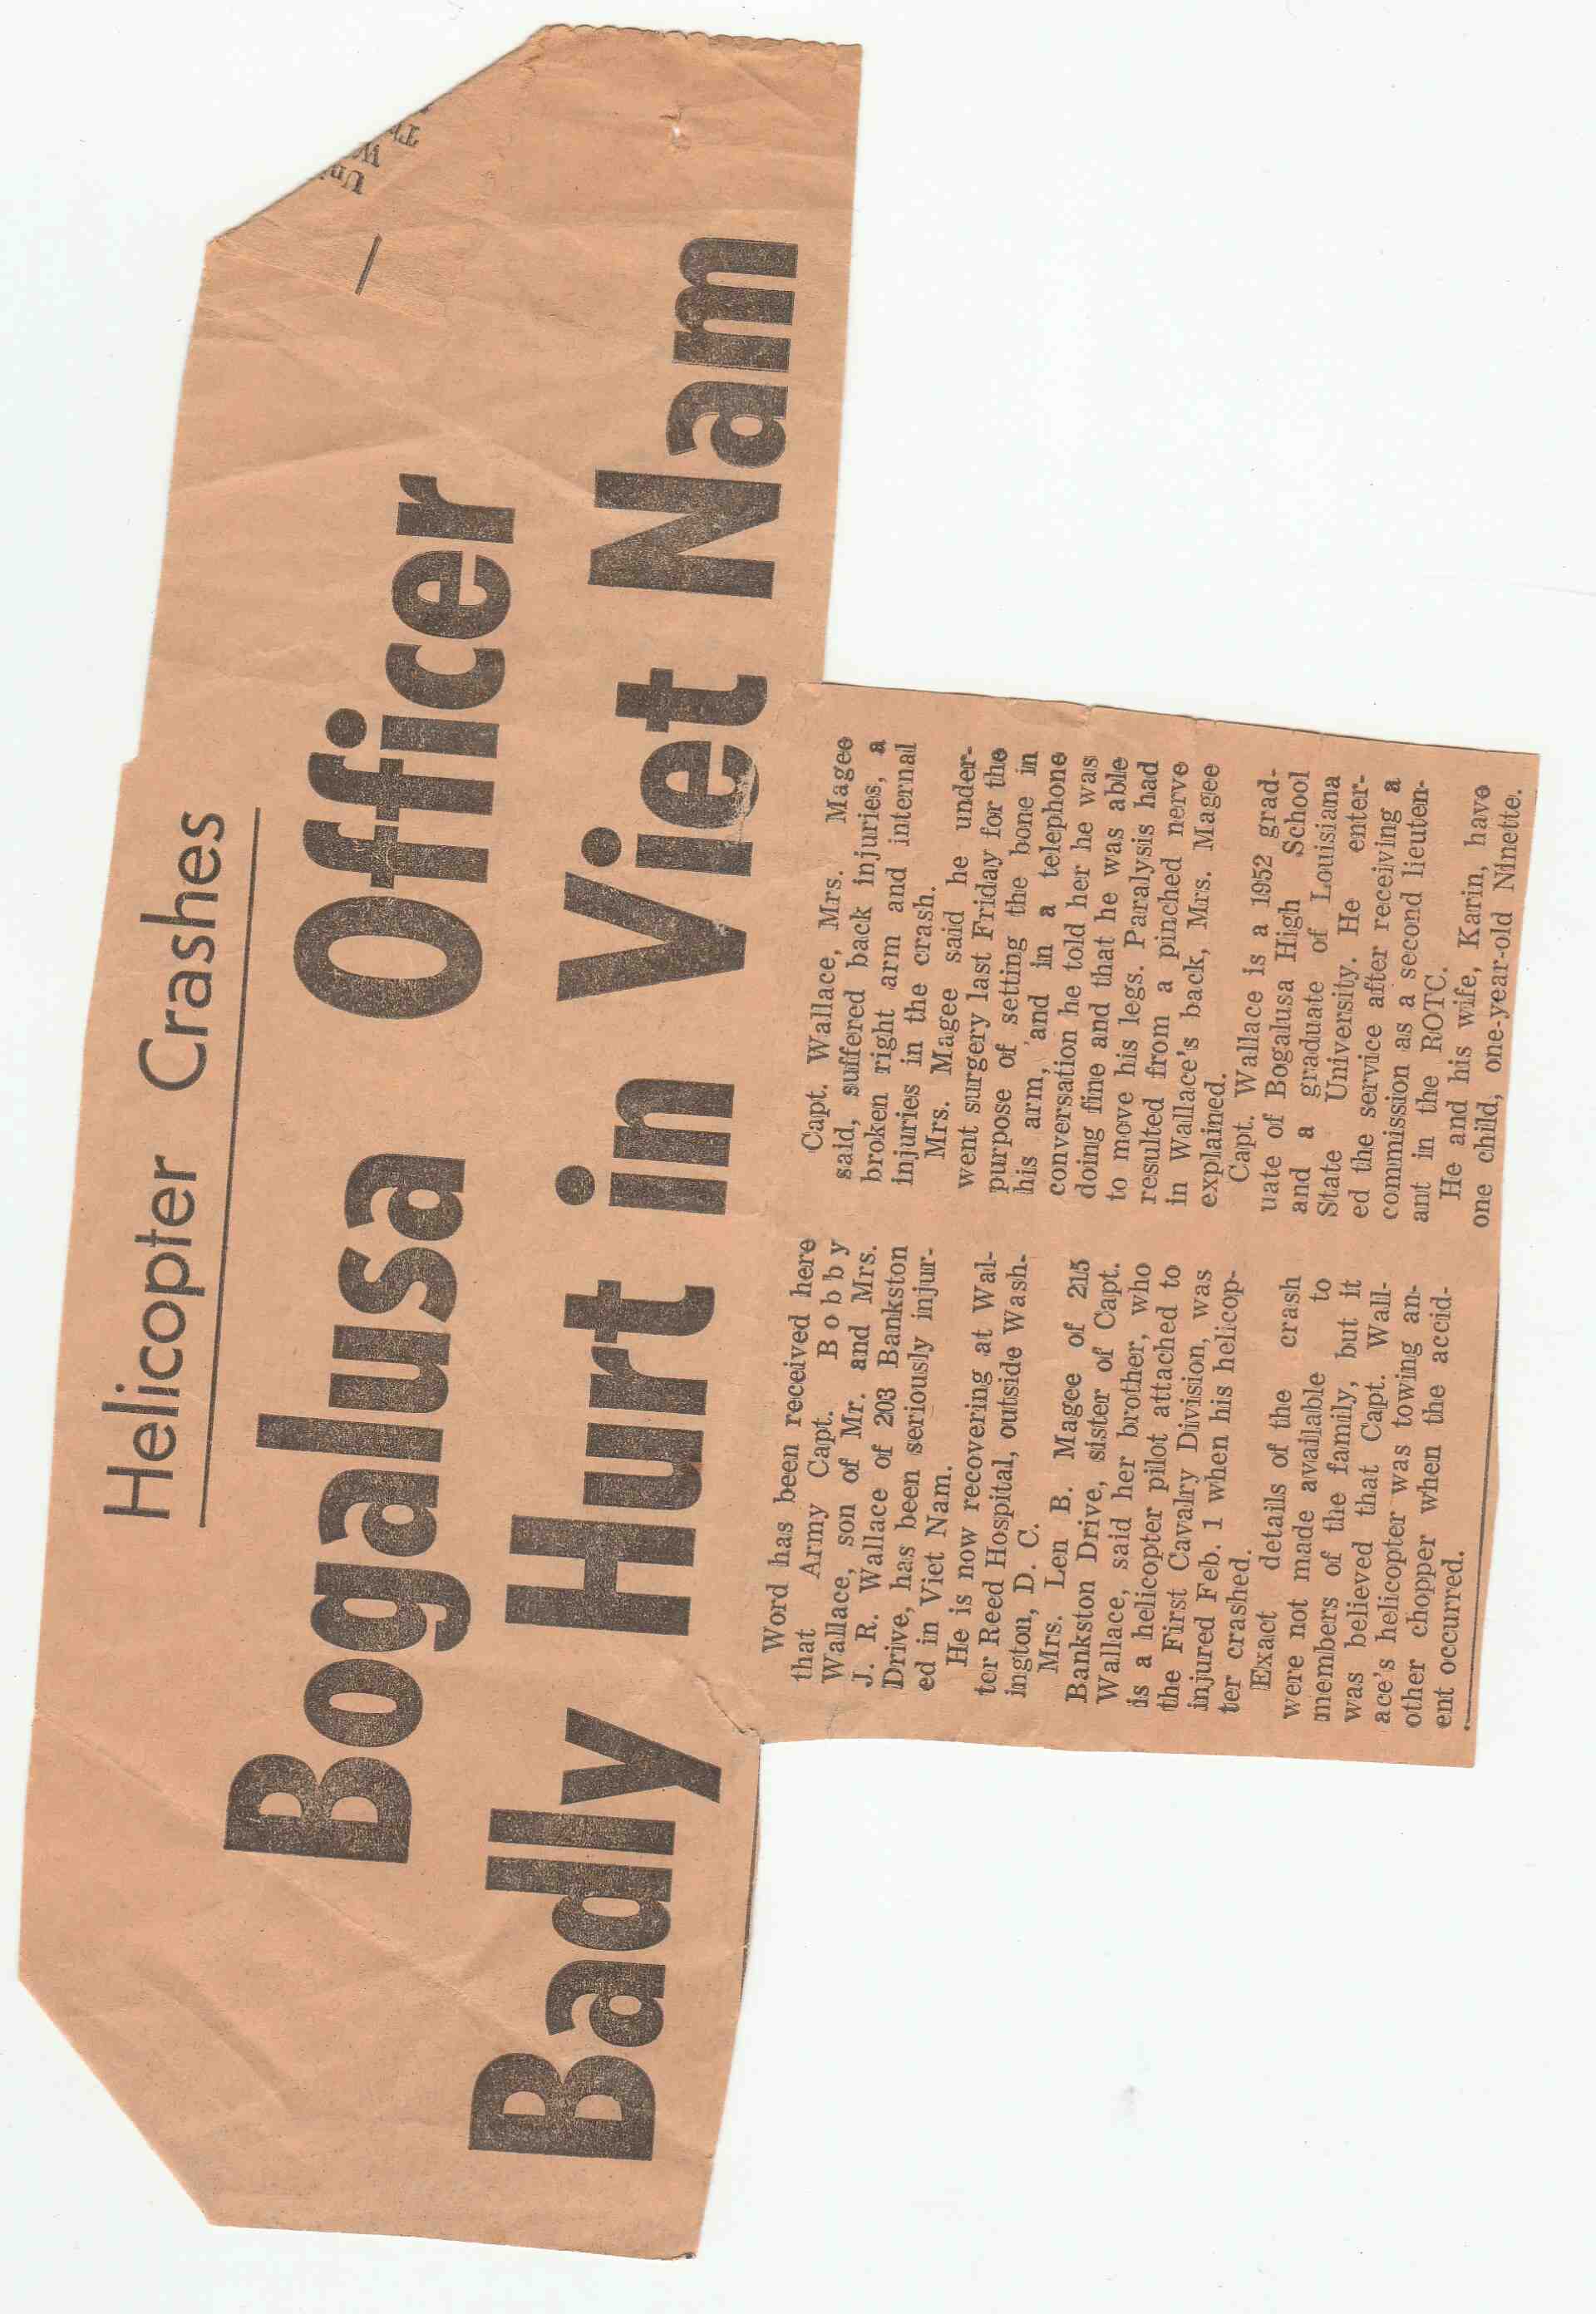 Helicopter Crashes
Bogalusa Officer
Badly Hurt in Viet Nam
Word has been received here
that Army Capt. Bobby
Wallace, son of Mr. and Mrs.
J. R. Wallace of 203 Bankston
Drive, has been seriously injur-
ed in Viet Nam.
He is now recovering at Wal-
ter Reed Hospital, outside Wash-
ington, D. C.
Mrs. Len B. Magee of 215
Bankston Drive, sister of Capt.
Wallace, said her brother, who
is a helicopter pilot attached to
the First Cavalry Division, was
injured Feb. 1 when his helicop-
ter crashed.
Exact details of the crash
were not made available to
members of the family, but it
was believed that Capt. Wall-
ace's helicopter was towing an-
other chopper when the accid-
ent occurred.
Capt. Wallace, Mrs. Magee
said, suffered back injuries, a
broken right arm and internal
injuries in the crash.
Mrs. Magee said he under-
went surgery last Friday for the
purpose of setting the bone in
his arm, and in a telephone
conversation he told her he was
doing fine and that he was able
to move his legs. Paralysis had
resulted from a pinched nerve
in Wallace's back, Mrs. Magee
explained.
Capt. Wallace is a 1952 grad-
uate of Bogalusa High School
and a graduate of Louisiana
State University. He enter-
ed the service after receiving a
commission as a second lieuten-
ant in the ROTC.
He and his wife, Karin, have
one child, one-year-old Ninette.